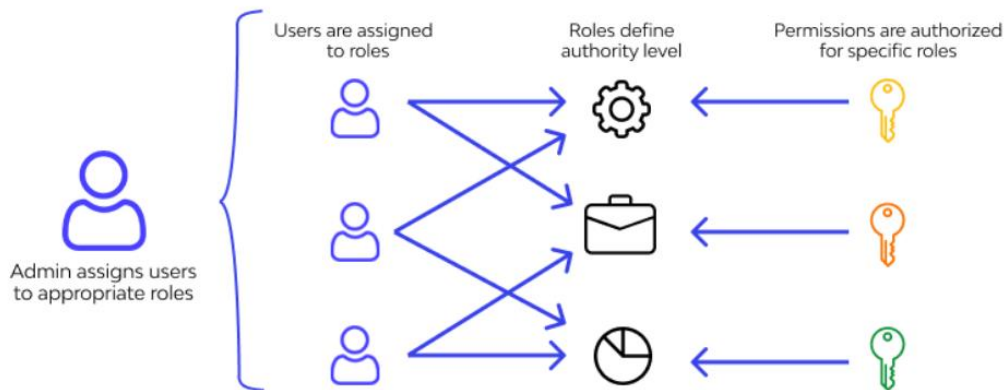 Users are assigned
to roles
Roles define
authority level
Permissions are authorized
for specific roles
Admin assigns users
to appropriate roles